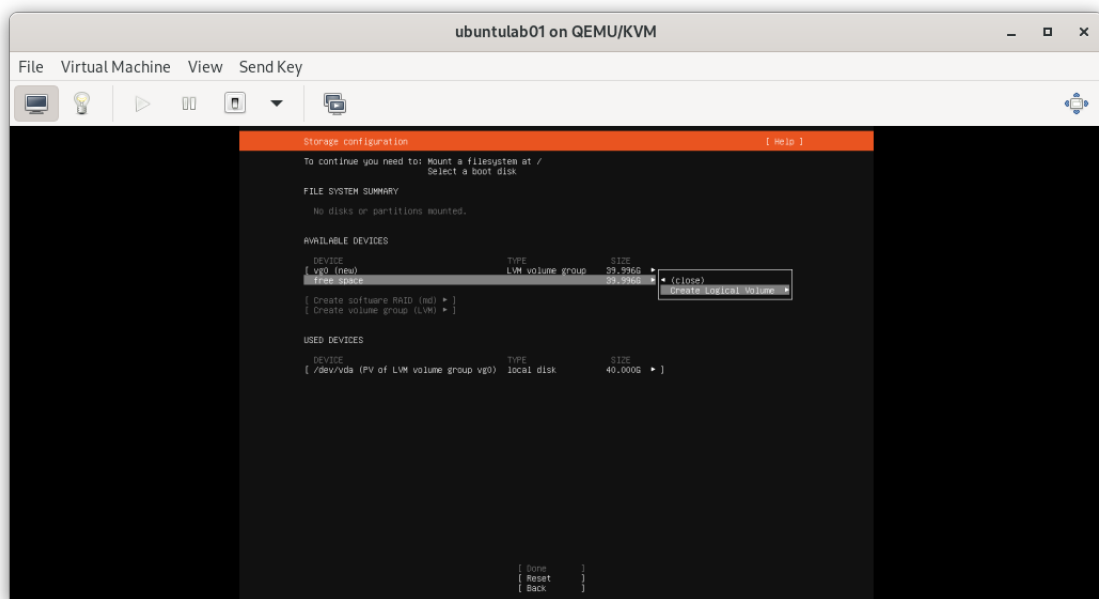 ubuntulab01 on QEMU/KVM
File Virtual Machine View Send Key
Storage configuration [ Help ]
To continue you need to: Mount a filesystem at /
Select a boot disk
FILE SYSTEM SUMMARY
No disks or partitions mounted.
AVAILABLE DEVICES
DEVICE TYPE SIZE
[ vg0 (new) LVM volume group 39.996G ▸
free space 39.996G ▸ ◂ (close)
Create Logical Volume ▸
[ Create software RAID (md) ▸ ]
[ Create volume group (LVM) ▸ ]
USED DEVICES
DEVICE TYPE SIZE
[ /dev/vda (PV of LVM volume group vg0) local disk 40.000G ▸ ]
[ Done ]
[ Reset ]
[ Back ]